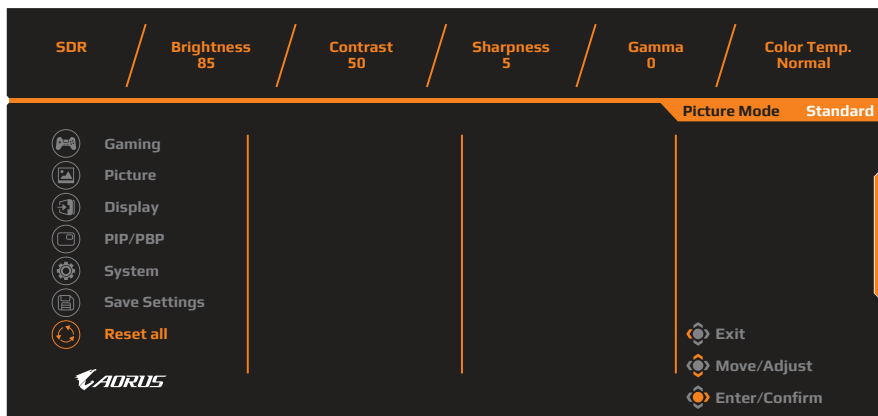 SDR Brightness Contrast Sharpness Gamma Color Temp.
85 50 5 0 Normal
Picture Mode Standard
Gaming
Picture
Display
PIP/PBP
System
Save Settings
Reset all
Exit
AORUS
Move/Adjust
Enter/Confirm